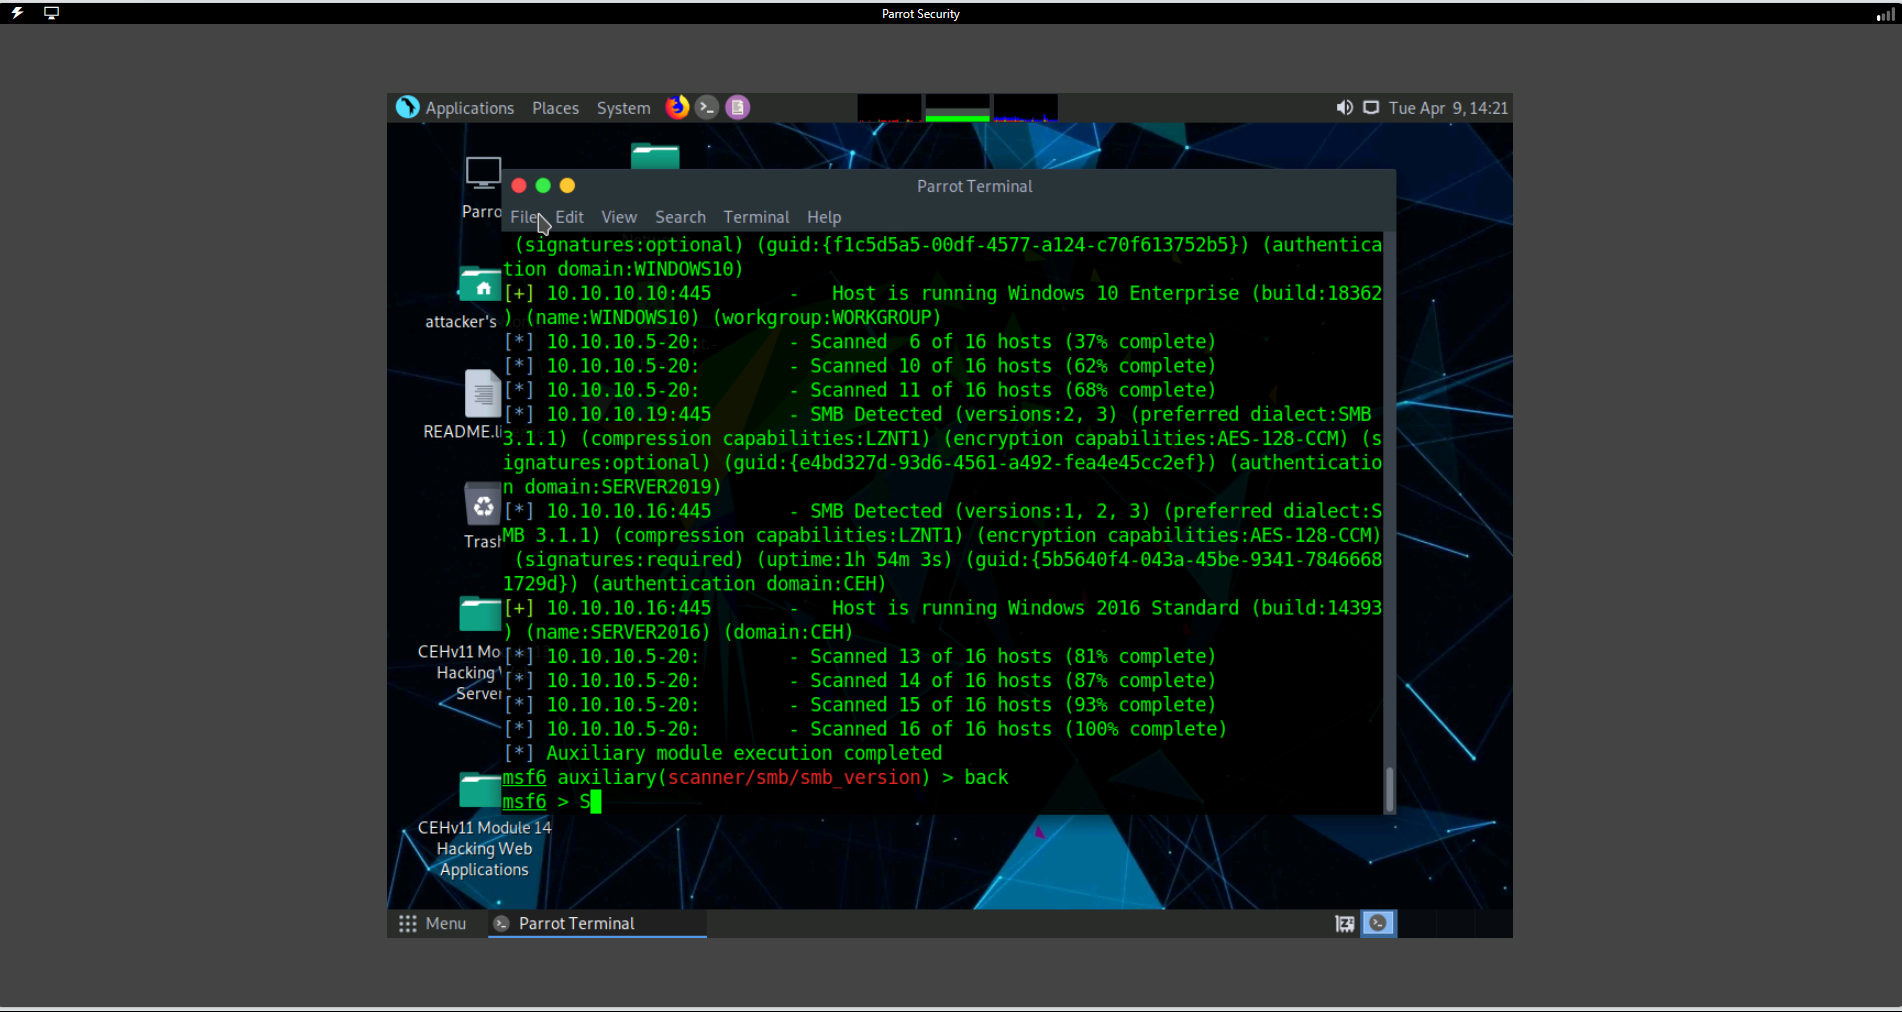 Parrot Security
Applications Places System Tue Apr 9, 14:21
Parrot Terminal
File Edit View Search Terminal Help
(signatures:optional) (guid:{f1c5d5a5-00df-4577-a124-c70f613752b5}) (authentica
tion domain:WINDOWS10)
[+] 10.10.10.10:445 - Host is running Windows 10 Enterprise (build:18362
) (name:WINDOWS10) (workgroup:WORKGROUP)
[*] 10.10.10.5-20: - Scanned 6 of 16 hosts (37% complete)
[*] 10.10.10.5-20: - Scanned 10 of 16 hosts (62% complete)
[*] 10.10.10.5-20: - Scanned 11 of 16 hosts (68% complete)
[*] 10.10.10.19:445 - SMB Detected (versions:2, 3) (preferred dialect:SMB
3.1.1) (compression capabilities:LZNT1) (encryption capabilities:AES-128-CCM) (s
ignatures:optional) (guid:{e4bd327d-93d6-4561-a492-fea4e45cc2ef}) (authenticatio
n domain:SERVER2019)
[*] 10.10.10.16:445 - SMB Detected (versions:1, 2, 3) (preferred dialect:S
MB 3.1.1) (compression capabilities:LZNT1) (encryption capabilities:AES-128-CCM)
(signatures:required) (uptime:1h 54m 3s) (guid:{5b5640f4-043a-45be-9341-7846668
1729d}) (authentication domain:CEH)
[+] 10.10.10.16:445 - Host is running Windows 2016 Standard (build:14393
) (name:SERVER2016) (domain:CEH)
[*] 10.10.10.5-20: - Scanned 13 of 16 hosts (81% complete)
[*] 10.10.10.5-20: - Scanned 14 of 16 hosts (87% complete)
[*] 10.10.10.5-20: - Scanned 15 of 16 hosts (93% complete)
[*] 10.10.10.5-20: - Scanned 16 of 16 hosts (100% complete)
[*] Auxiliary module execution completed
msf6 auxiliary(scanner/smb/smb_version) > back
msf6 > S
Parro
attacker's
README.li
Trash
CEHv11 Mo
Hacking
Server
CEHv11 Module 14
Hacking Web
Applications
Menu Parrot Terminal